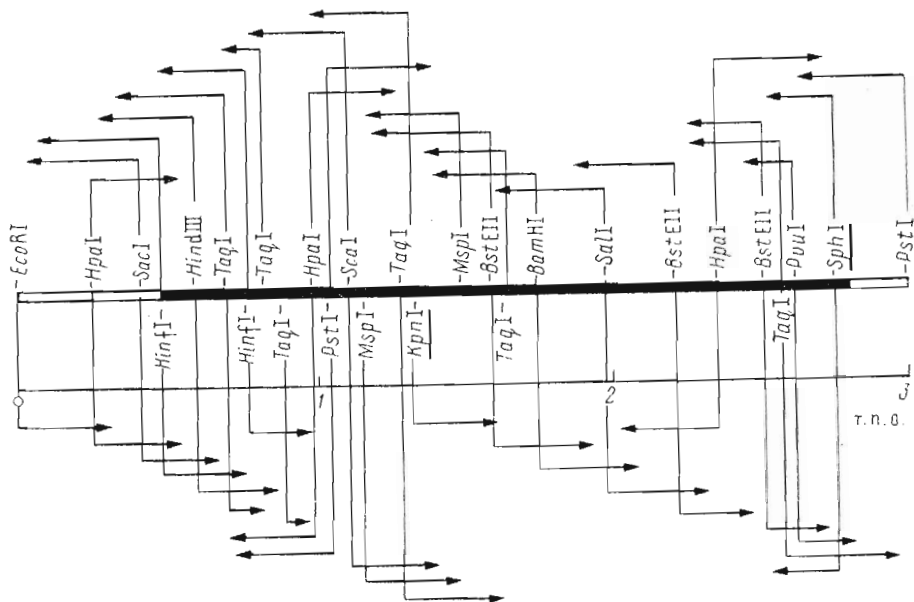 EcoRI
HpaI
SacI
HindIII
TaqI
TaqI
HpaI
ScaI
TaqI
MspI
BstEII
BamHI
SalI
BstEII
HpaI
BstEII
PvuI
SphI
PstI
HinfI
HinfI
TaqI
PstI
MspI
KpnI
TaqI
TaqI
0
1
2
3
т.п.о.